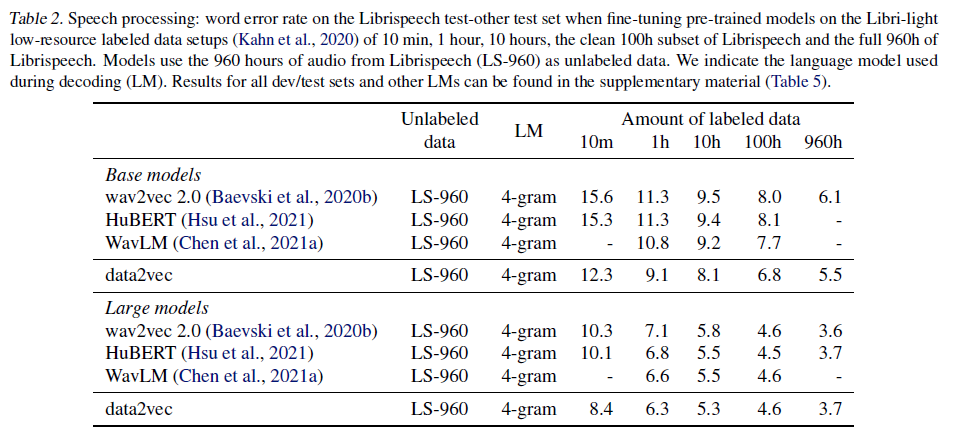 Table 2. Speech processing: word error rate on the Librispeech test-other test set when fine-tuning pre-trained models on the Libri-light
low-resource labeled data setups (Kahn et al., 2020) of 10 min, 1 hour, 10 hours, the clean 100h subset of Librispeech and the full 960h of
Librispeech. Models use the 960 hours of audio from Librispeech (LS-960) as unlabeled data. We indicate the language model used
during decoding (LM). Results for all dev/test sets and other LMs can be found in the supplementary material (Table 5).
Unlabeled data LM Amount of labeled data
10m 1h 10h 100h 960h
Base models
wav2vec 2.0 (Baevski et al., 2020b) LS-960 4-gram 15.6 11.3 9.5 8.0 6.1
HuBERT (Hsu et al., 2021) LS-960 4-gram 15.3 11.3 9.4 8.1 -
WavLM (Chen et al., 2021a) LS-960 4-gram - 10.8 9.2 7.7 -
data2vec LS-960 4-gram 12.3 9.1 8.1 6.8 5.5
Large models
wav2vec 2.0 (Baevski et al., 2020b) LS-960 4-gram 10.3 7.1 5.8 4.6 3.6
HuBERT (Hsu et al., 2021) LS-960 4-gram 10.1 6.8 5.5 4.5 3.7
WavLM (Chen et al., 2021a) LS-960 4-gram - 6.6 5.5 4.6 -
data2vec LS-960 4-gram 8.4 6.3 5.3 4.6 3.7